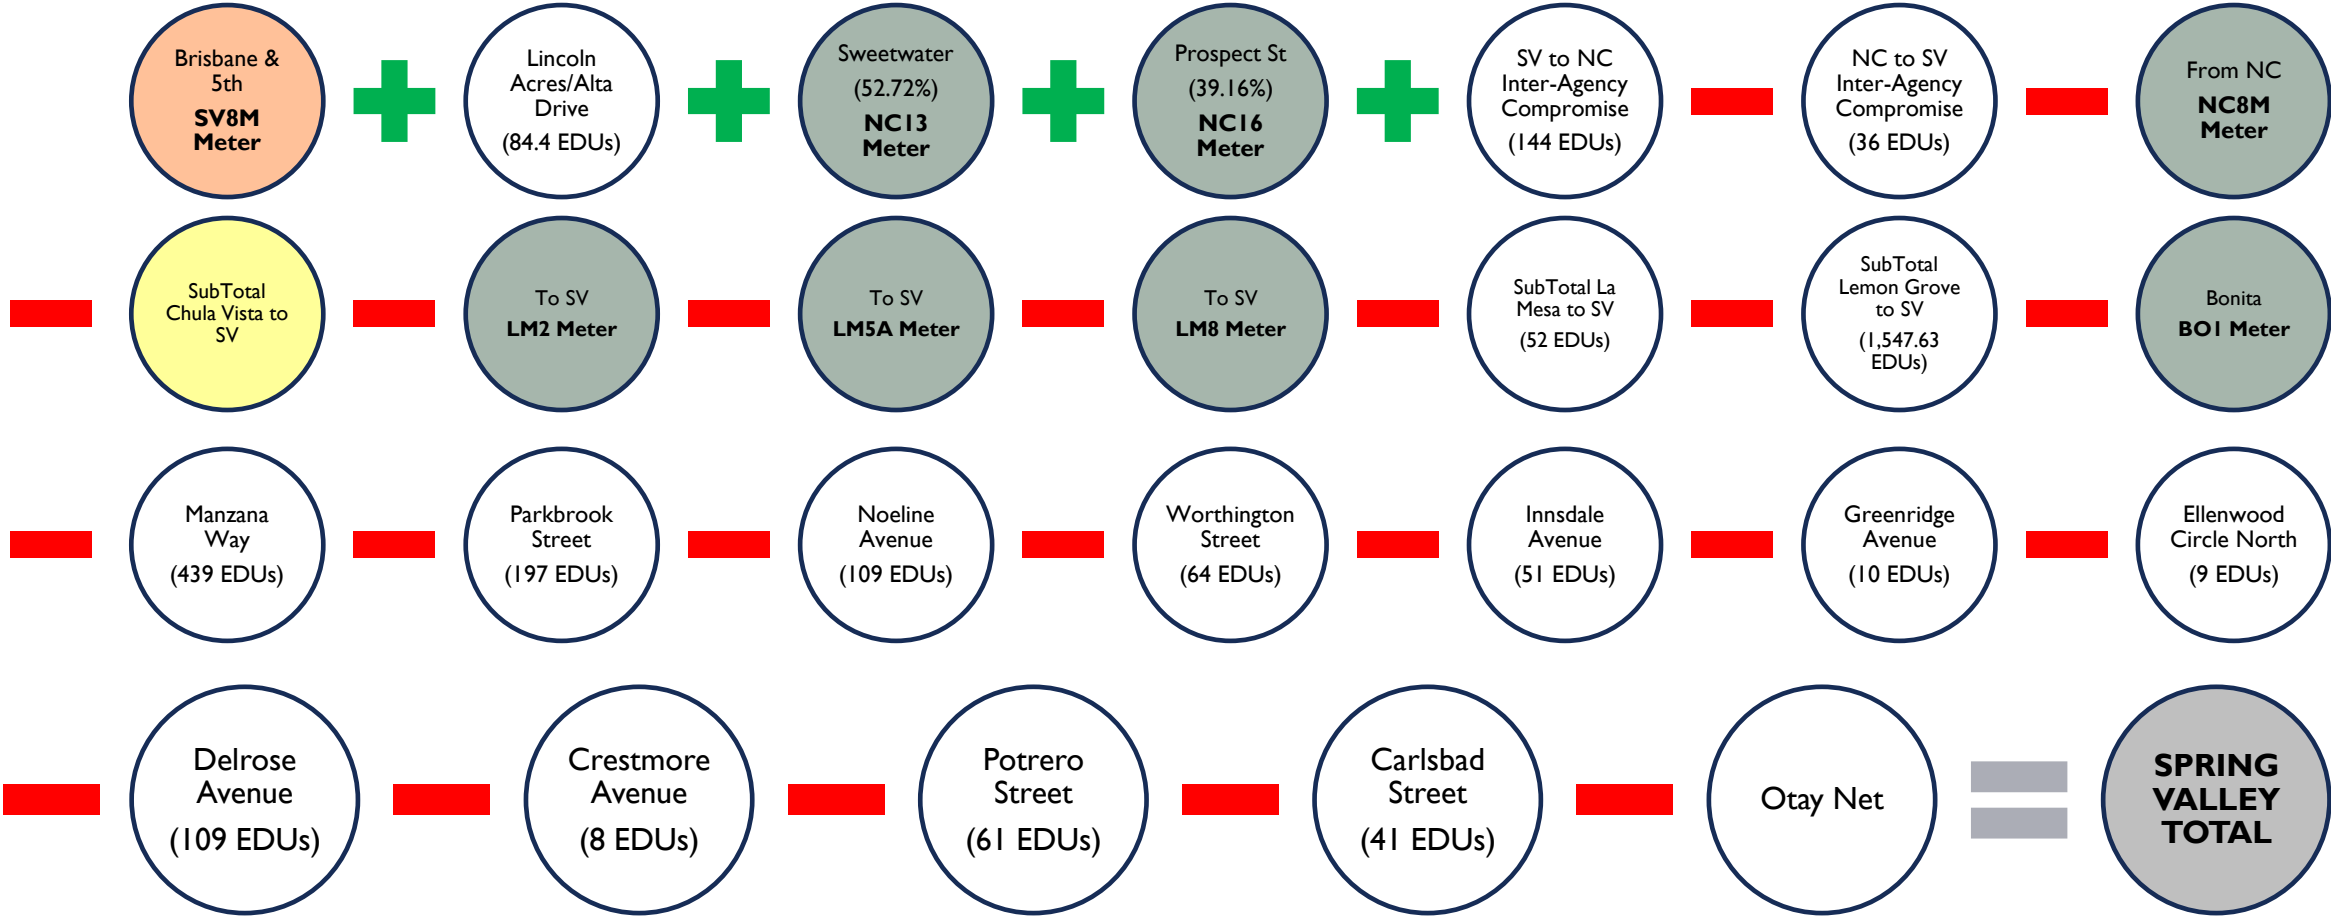 Brisbane &
5th
SV8M
Meter
Lincoln
Acres/Alta
Drive
(84.4 EDUs)
Sweetwater
(52.72%)
NC13
Meter
Prospect St
(39.16%)
NC16
Meter
SV to NC
Inter-Agency
Compromise
(144 EDUs)
NC to SV
Inter-Agency
Compromise
(36 EDUs)
From NC
NC8M
Meter
SubTotal
Chula Vista to
SV
To SV
LM2 Meter
To SV
LM5A Meter
To SV
LM8 Meter
SubTotal La
Mesa to SV
(52 EDUs)
SubTotal
Lemon Grove
to SV
(1,547.63
EDUs)
Bonita
BO1 Meter
Manzana
Way
(439 EDUs)
Parkbrook
Street
(197 EDUs)
Noeline
Avenue
(109 EDUs)
Worthington
Street
(64 EDUs)
Innsdale
Avenue
(51 EDUs)
Greenridge
Avenue
(10 EDUs)
Ellenwood
Circle North
(9 EDUs)
Delrose
Avenue
(109 EDUs)
Crestmore
Avenue
(8 EDUs)
Potrero
Street
(61 EDUs)
Carlsbad
Street
(41 EDUs)
Otay Net
SPRING
VALLEY
TOTAL